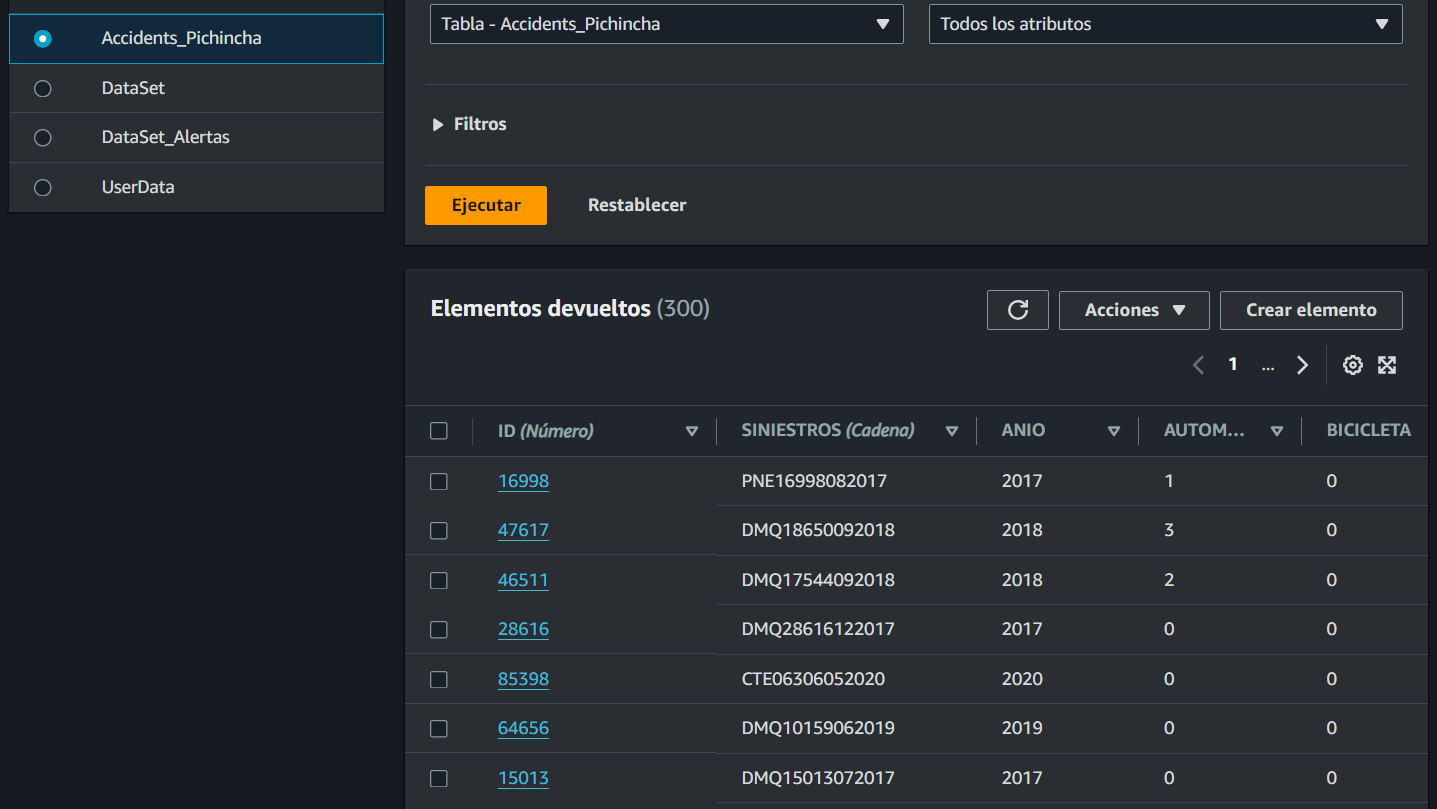 Accidents_Pichincha
DataSet
DataSet_Alertas
UserData
Tabla - Accidents_Pichincha Todos los atributos
Filtros
Ejecutar Restablecer
Elementos devueltos (300) Acciones Crear elemento
1 ...
ID (Número) SINIESTROS (Cadena) ANIO AUTOM... BICICLETA
16998 PNE16998082017 2017 1 0
47617 DMQ18650092018 2018 3 0
46511 DMQ17544092018 2018 2 0
28616 DMQ28616122017 2017 0 0
85398 CTE06306052020 2020 0 0
64656 DMQ10159062019 2019 0 0
15013 DMQ15013072017 2017 0 0